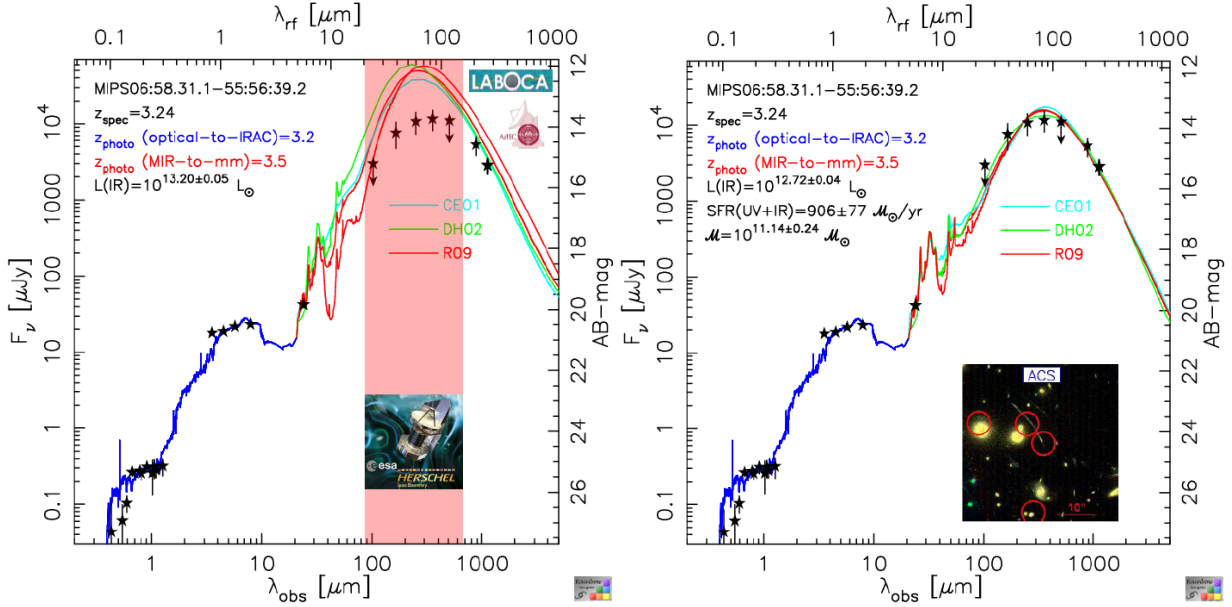 λrf [μm]
0.1 1 10 100 1000
MIPS06:58.31.1−55:56:39.2
zspec=3.24
zphoto (optical−to−IRAC)=3.2
zphoto (MIR−to−mm)=3.5
L(IR)=10^13.20±0.05 L⊙
LABOCA
AzTEC
CE01
DH02
R09
Fν [μJy]
10^4
1000
100
10
1
0.1
AB−mag
12
14
16
18
20
22
24
26
esa
HERSCHEL
1 10 100 1000
λobs [μm]
Rainbow
λrf [μm]
0.1 1 10 100 1000
MIPS06:58.31.1−55:56:39.2
zspec=3.24
zphoto (optical−to−IRAC)=3.2
zphoto (MIR−to−mm)=3.5
L(IR)=10^12.72±0.04 L⊙
SFR(UV+IR)=906±77 M⊙/yr
M=10^11.14±0.24 M⊙
CE01
DH02
R09
Fν [μJy]
10^4
1000
100
10
1
0.1
AB−mag
12
14
16
18
20
22
24
26
ACS
10"
1 10 100 1000
λobs [μm]
Rainbow